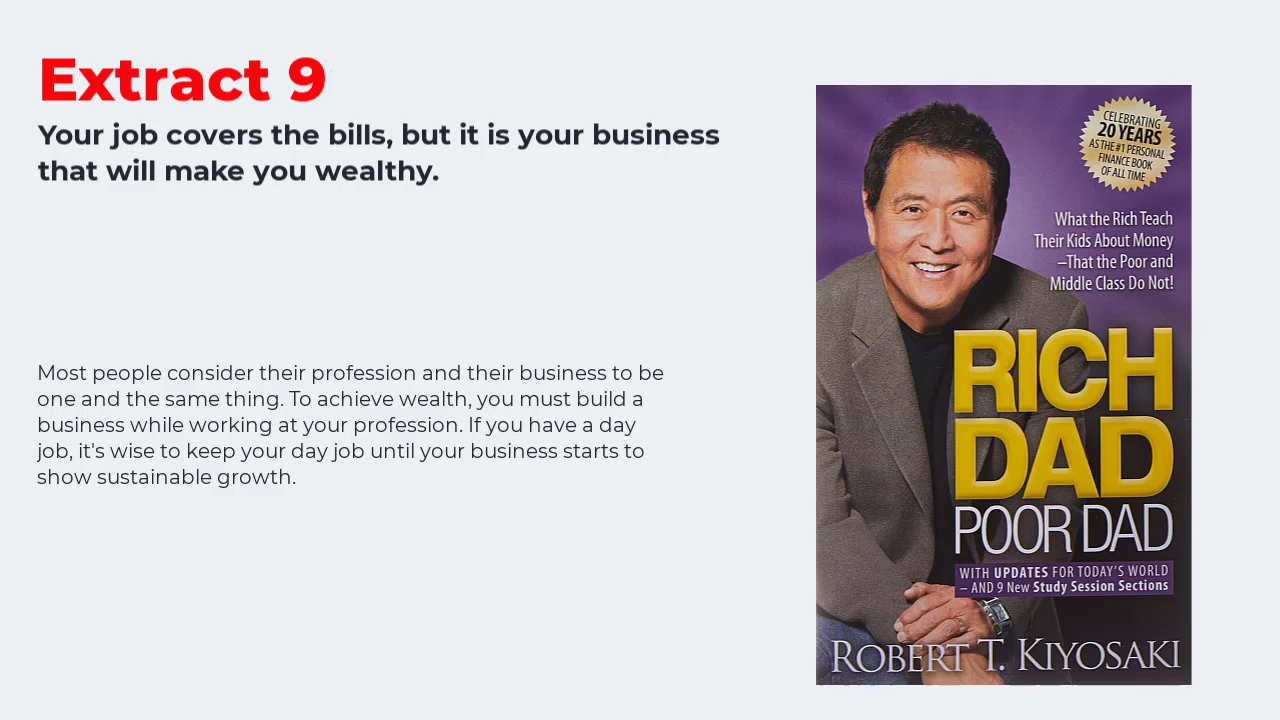 Extract 9
Your job covers the bills, but it is your business
that will make you wealthy.
Most people consider their profession and their business to be
one and the same thing. To achieve wealth, you must build a
business while working at your profession. If you have a day
job, it's wise to keep your day job until your business starts to
show sustainable growth.
CELEBRATING
20 YEARS
AS THE #1 PERSONAL
FINANCE BOOK
OF ALL TIME
What the Rich Teach
Their Kids About Money
–That the Poor and
Middle Class Do Not!
RICH
DAD
POOR DAD
WITH UPDATES FOR TODAY'S WORLD
– AND 9 New Study Session Sections
ROBERT T. KIYOSAKI